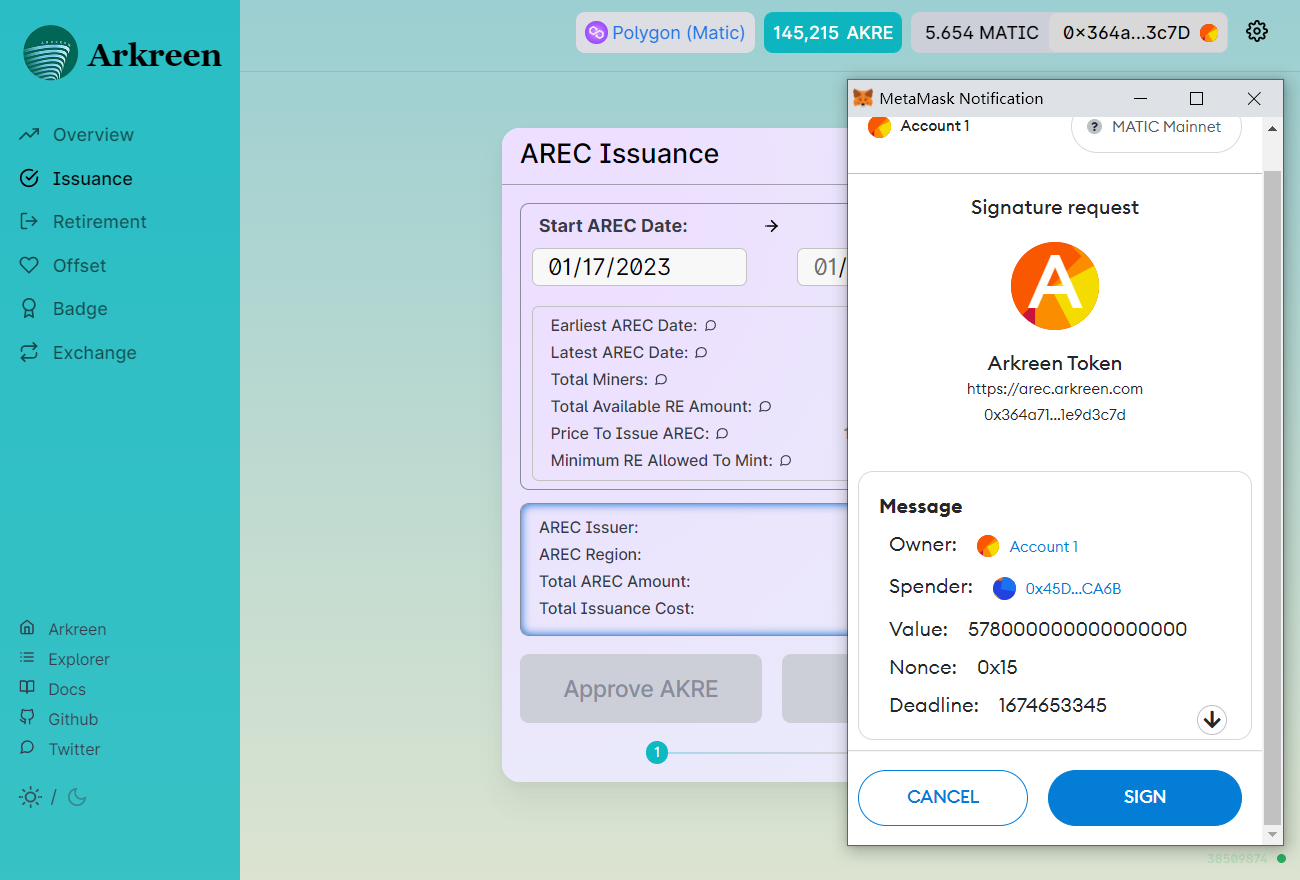 Arkreen
Polygon (Matic)
145,215 AKRE
5.654 MATIC
0×364a...3c7D
Overview
Issuance
Retirement
Offset
Badge
Exchange
Arkreen
Explorer
Docs
Github
Twitter
/
AREC Issuance
Start AREC Date:
01/17/2023
01/
Earliest AREC Date:
Latest AREC Date:
Total Miners:
Total Available RE Amount:
Price To Issue AREC:
Minimum RE Allowed To Mint:
AREC Issuer:
AREC Region:
Total AREC Amount:
Total Issuance Cost:
Approve AKRE
1
MetaMask Notification
Account 1
? MATIC Mainnet
Signature request
A
Arkreen Token
https://arec.arkreen.com
0x364a71...1e9d3c7d
Message
Owner: Account 1
Spender: 0x45D...CA6B
Value: 578000000000000000
Nonce: 0x15
Deadline: 1674653345
CANCEL
SIGN
38509874